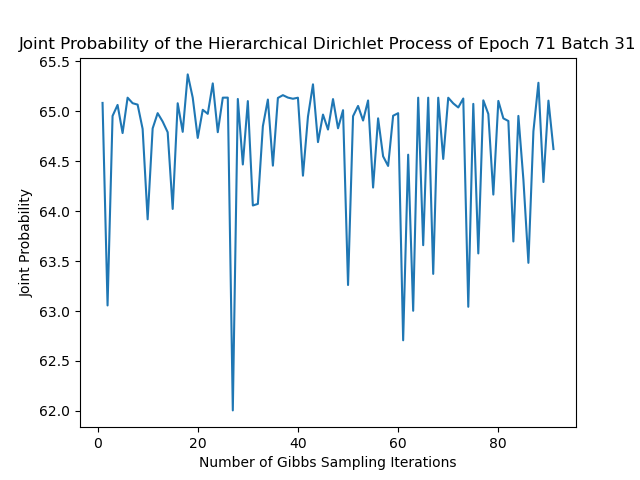 Joint Probability of the Hierarchical Dirichlet Process of Epoch 71 Batch 31
65.5
65.0
64.5
64.0
63.5
63.0
62.5
62.0
Joint Probability
0 20 40 60 80
Number of Gibbs Sampling Iterations